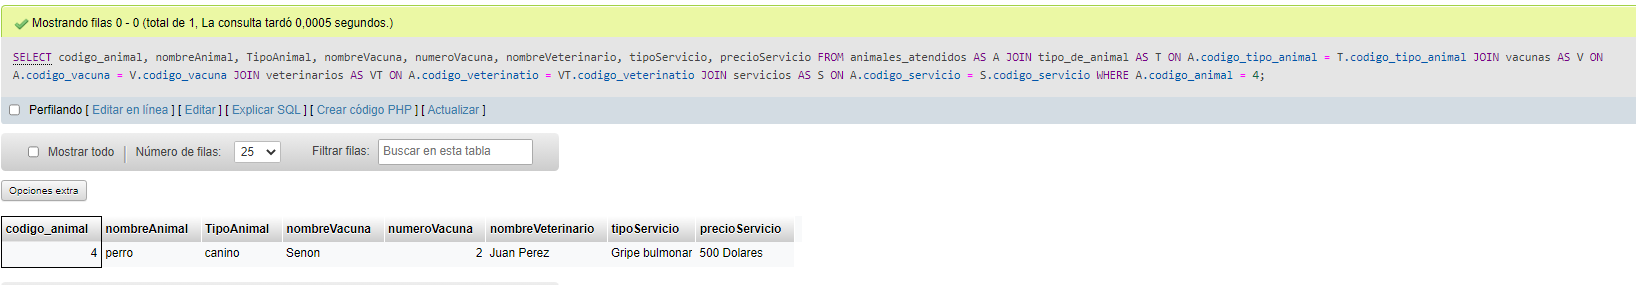 Mostrando filas 0 - 0 (total de 1, La consulta tardó 0,0005 segundos.)
SELECT codigo_animal, nombreAnimal, TipoAnimal, nombreVacuna, numeroVacuna, nombreVeterinario, tipoServicio, precioServicio FROM animales_atendidos AS A JOIN tipo_de_animal AS T ON A.codigo_tipo_animal = T.codigo_tipo_animal JOIN vacunas AS V ON
A.codigo_vacuna = V.codigo_vacuna JOIN veterinarios AS VT ON A.codigo_veterinatio = VT.codigo_veterinatio JOIN servicios AS S ON A.codigo_servicio = S.codigo_servicio WHERE A.codigo_animal = 4;
Perfilando [ Editar en línea ] [ Editar ] [ Explicar SQL ] [ Crear código PHP ] [ Actualizar ]
Mostrar todo | Número de filas: 25 Filtrar filas: Buscar en esta tabla
Opciones extra
codigo_animal nombreAnimal TipoAnimal nombreVacuna numeroVacuna nombreVeterinario tipoServicio precioServicio
4 perro canino Senon 2 Juan Perez Gripe bulmonar 500 Dolares